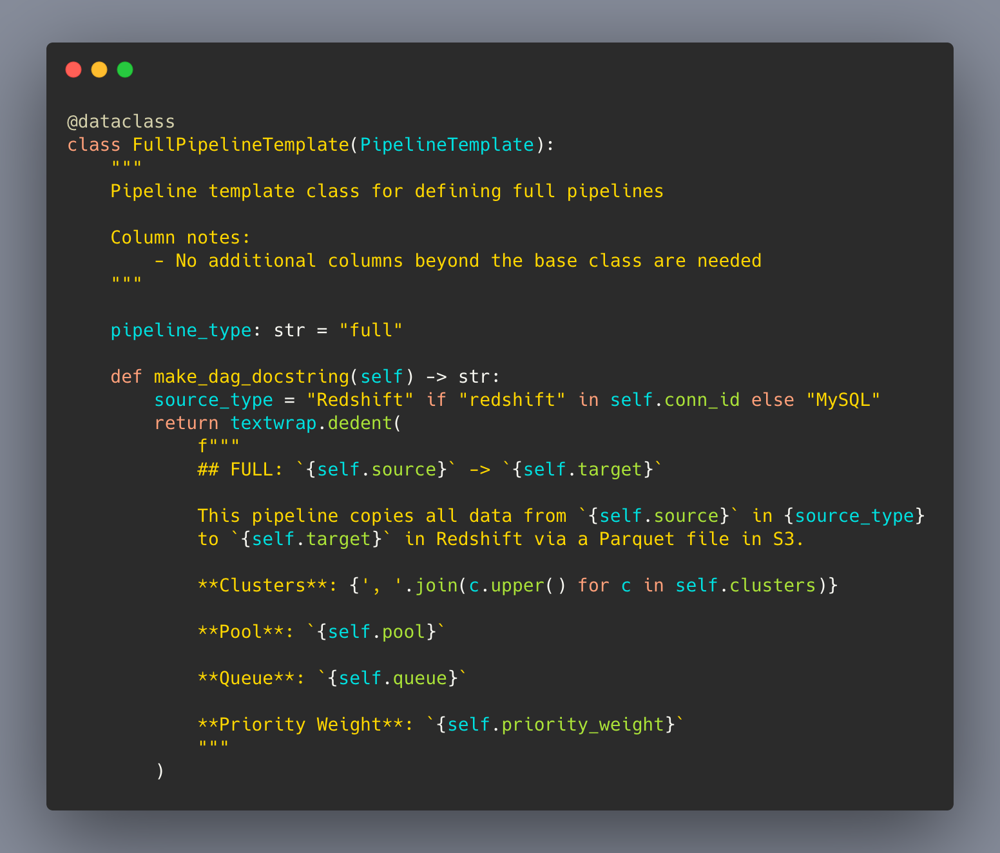 @dataclass
class FullPipelineTemplate(PipelineTemplate):
    """
    Pipeline template class for defining full pipelines

    Column notes:
        - No additional columns beyond the base class are needed
    """

    pipeline_type: str = "full"

    def make_dag_docstring(self) -> str:
        source_type = "Redshift" if "redshift" in self.conn_id else "MySQL"
        return textwrap.dedent(
            f"""
            ## FULL: `{self.source}` -> `{self.target}`

            This pipeline copies all data from `{self.source}` in {source_type}
            to `{self.target}` in Redshift via a Parquet file in S3.

            **Clusters**: {', '.join(c.upper() for c in self.clusters)}

            **Pool**: `{self.pool}`

            **Queue**: `{self.queue}`

            **Priority Weight**: `{self.priority_weight}`
            """
        )